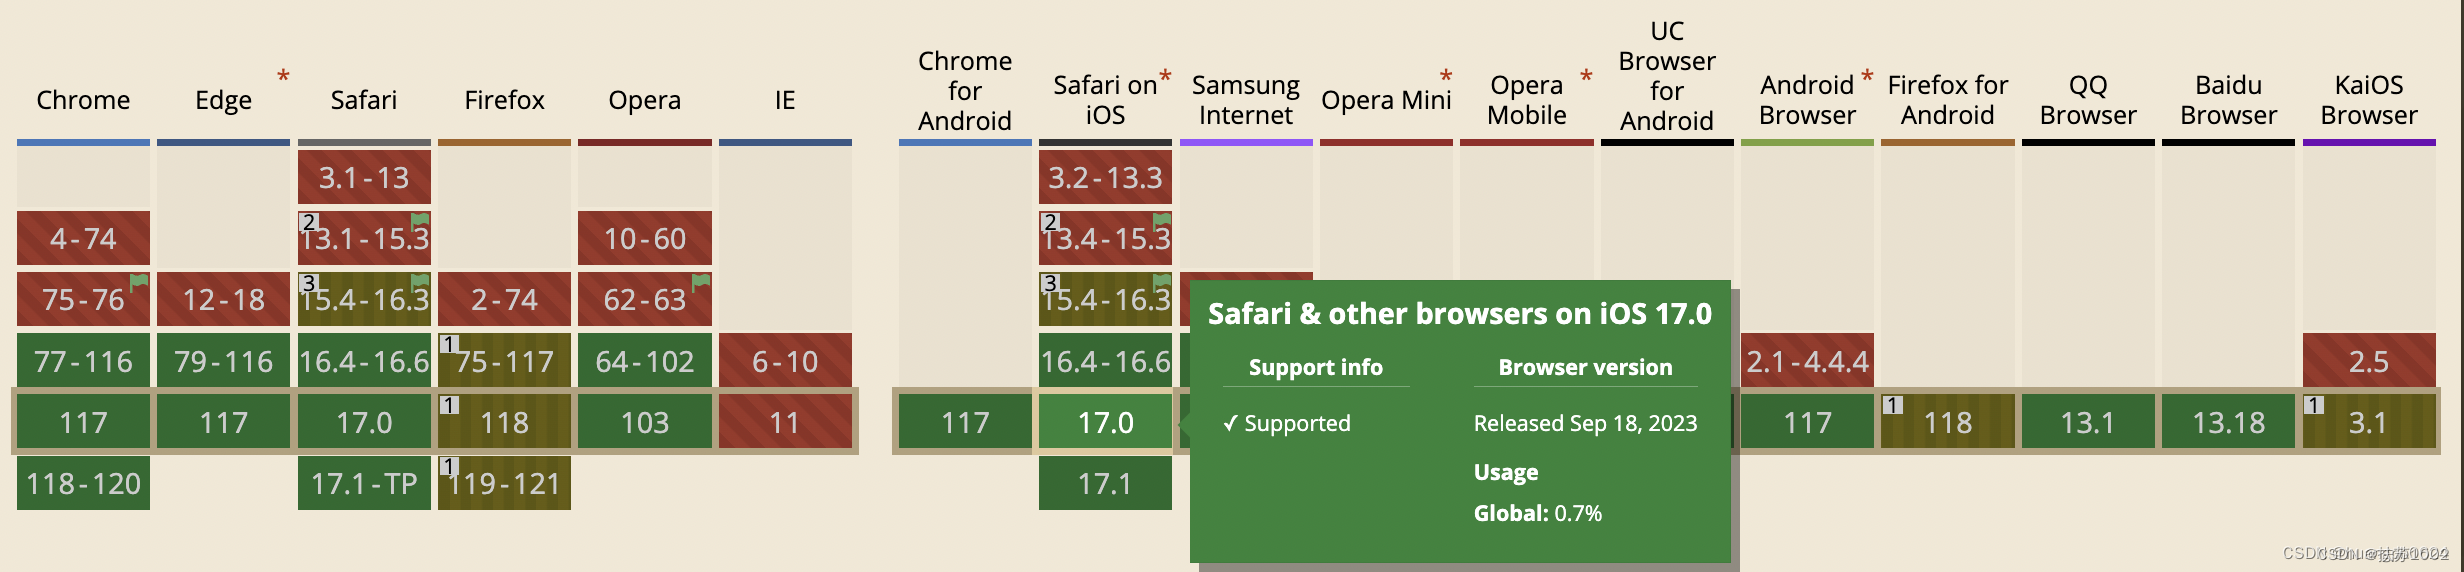 Chrome
Edge
*
Safari
Firefox
Opera
IE
Chrome
for
Android
Safari on
iOS
*
Samsung
Internet
Opera Mini
*
Opera
Mobile
*
UC
Browser
for
Android
Android
Browser
*
Firefox for
Android
QQ
Browser
Baidu
Browser
KaiOS
Browser
3.1-13
3.2-13.3
4-74
2
13.1-15.3
10-60
2
13.4-15.3
75-76
12-18
3
15.4-16.3
2-74
62-63
3
15.4-16.3
77-116
79-116
16.4-16.6
1
75-117
64-102
6-10
16.4-16.6
2.1-4.4.4
2.5
117
117
17.0
1
118
103
11
117
17.0
117
1
118
13.1
13.18
1
3.1
118-120
17.1-TP
1
119-121
17.1
Safari & other browsers on iOS 17.0
Support info
✓ Supported
Browser version
Released Sep 18, 2023
Usage
Global: 0.7%